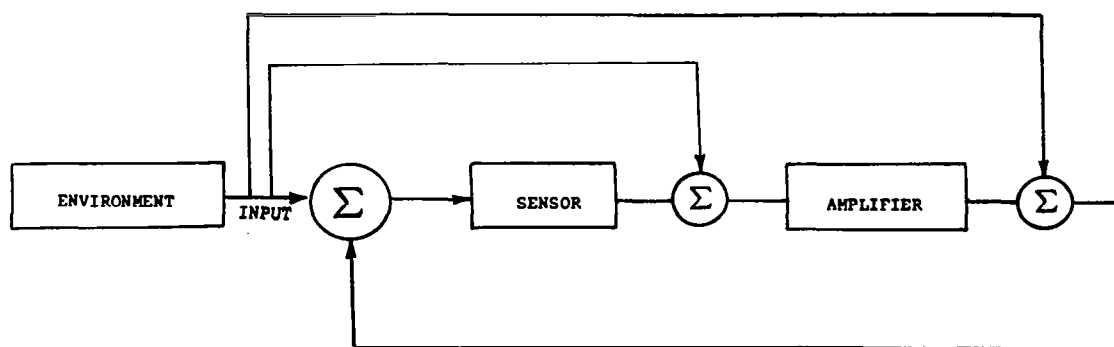 ENVIRONMENT
INPUT
Σ
SENSOR
Σ
AMPLIFIER
Σ